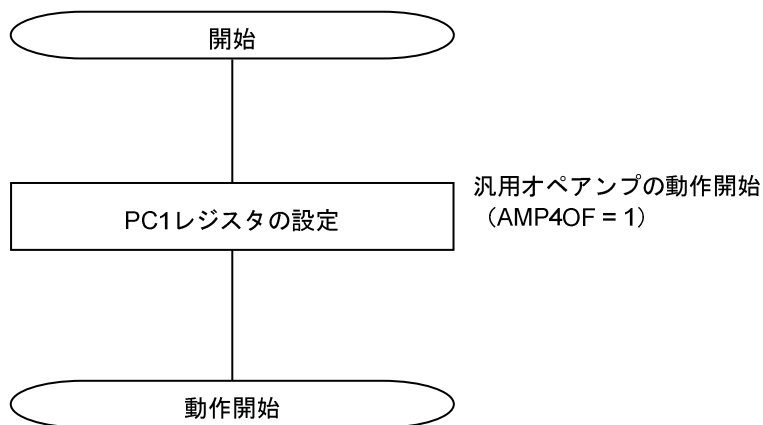 開始
PC1レジスタの設定
汎用オペアンプの動作開始
（AMP4OF = 1）
動作開始